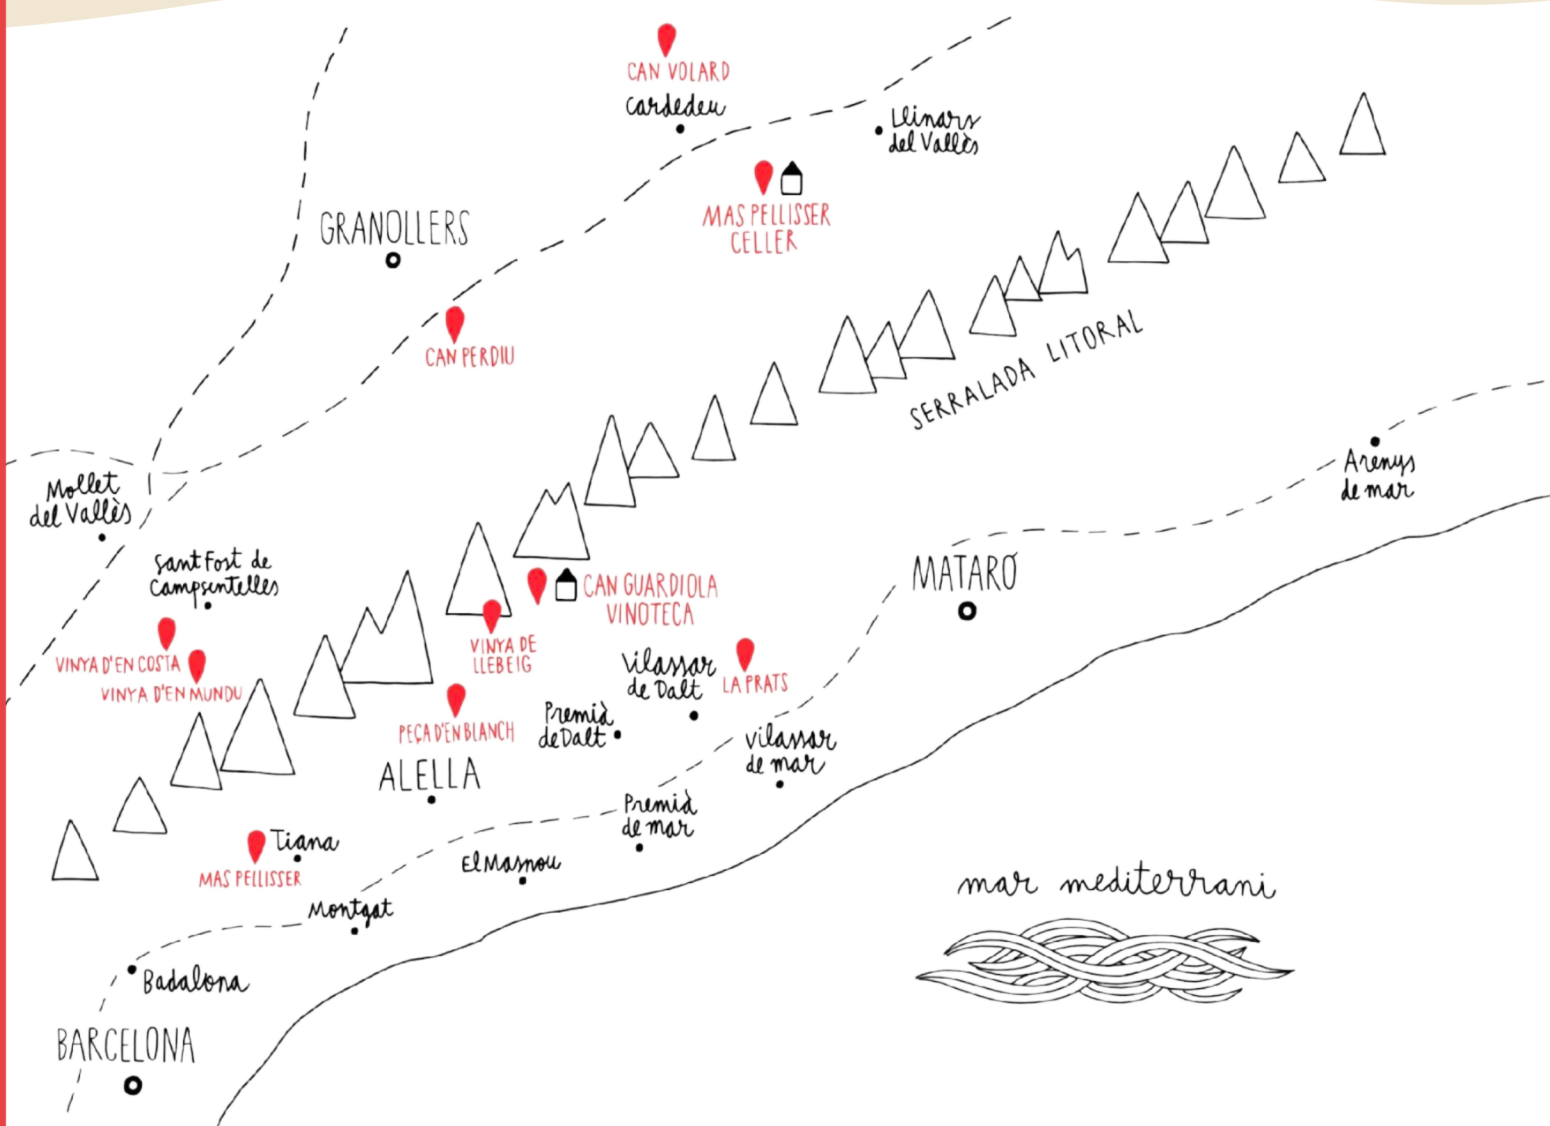 CAN VOLARD
Cardedeu
Llinars
del Vallès
MAS PELLISSER
CELLER
GRANOLLERS
CAN PERDIU
SERRALADA LITORAL
Mollet
del Vallès
Arenys
de mar
Sant Fost de
Campsentelles
MATARÓ
CAN GUARDIOLA
VINOTECA
VINYA DE
LLEBEIG
VINYA D'EN COSTA
VINYA D'EN MUNDU
Vilassar
de Dalt
LA PRATS
PEÇA D'EN BLANCH
Premià
de Dalt
Vilassar
de mar
ALELLA
Premià
de mar
Tiana
MAS PELLISSER
El Masnou
Montgat
mar mediterrani
Badalona
BARCELONA